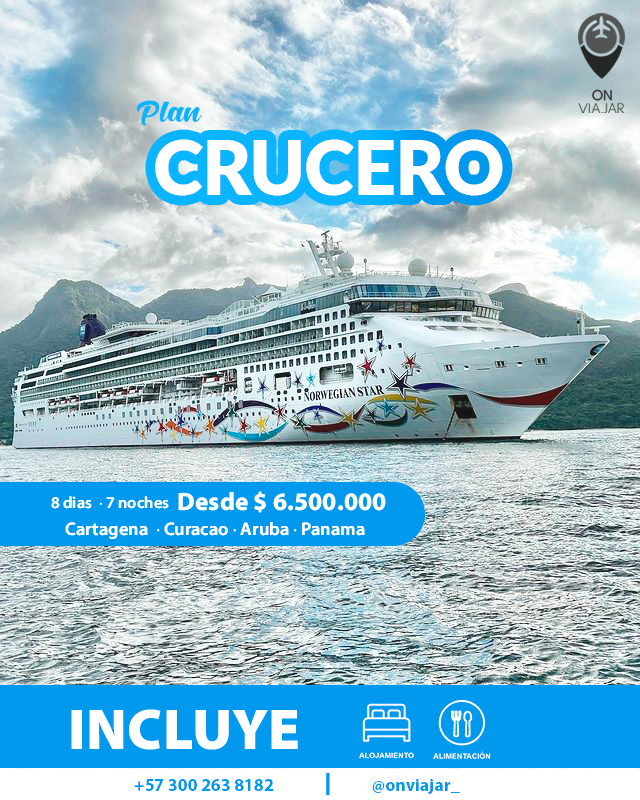 ON
VIAJAR
Plan
CRUCERO
NORWEGIAN STAR
8 dias · 7 noches Desde $ 6.500.000
Cartagena · Curacao · Aruba · Panama
INCLUYE
ALOJAMIENTO
ALIMENTACIÓN
+57 300 263 8182 | @onviajar_